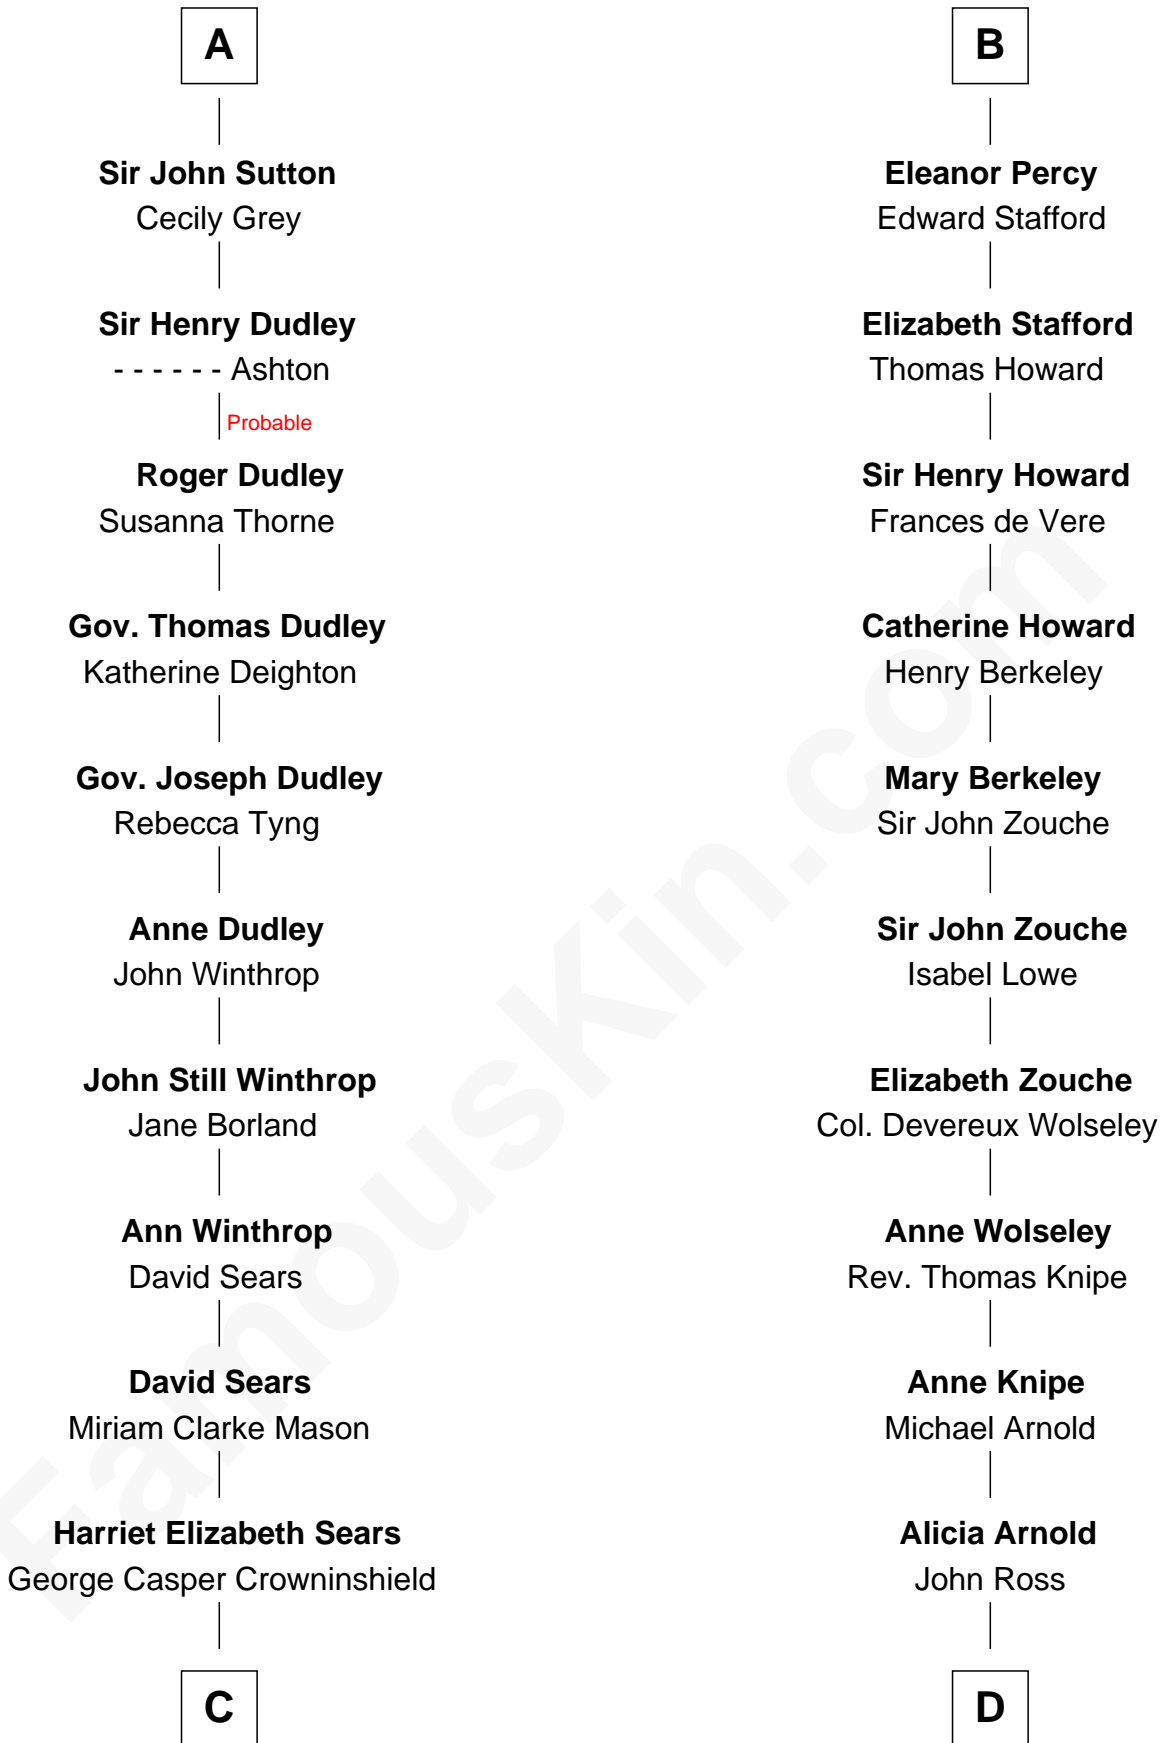 A
Sir John Sutton
Cecily Grey
Sir Henry Dudley
- - - - - - Ashton
Probable
Roger Dudley
Susanna Thorne
Gov. Thomas Dudley
Katherine Deighton
Gov. Joseph Dudley
Rebecca Tyng
Anne Dudley
John Winthrop
John Still Winthrop
Jane Borland
Ann Winthrop
David Sears
David Sears
Miriam Clarke Mason
Harriet Elizabeth Sears
George Casper Crowninshield
C
B
Eleanor Percy
Edward Stafford
Elizabeth Stafford
Thomas Howard
Sir Henry Howard
Frances de Vere
Catherine Howard
Henry Berkeley
Mary Berkeley
Sir John Zouche
Sir John Zouche
Isabel Lowe
Elizabeth Zouche
Col. Devereux Wolseley
Anne Wolseley
Rev. Thomas Knipe
Anne Knipe
Michael Arnold
Alicia Arnold
John Ross
D
FamousKin.com